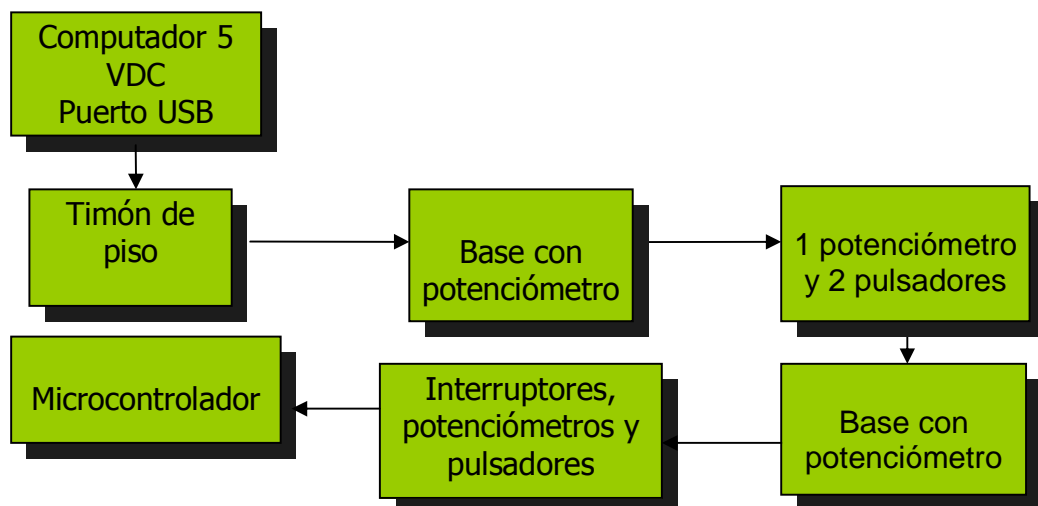 Computador 5
VDC
Puerto USB
Timón de
piso
Base con
potenciómetro
1 potenciómetro
y 2 pulsadores
Base con
potenciómetro
Interruptores,
potenciómetros y
pulsadores
Microcontrolador